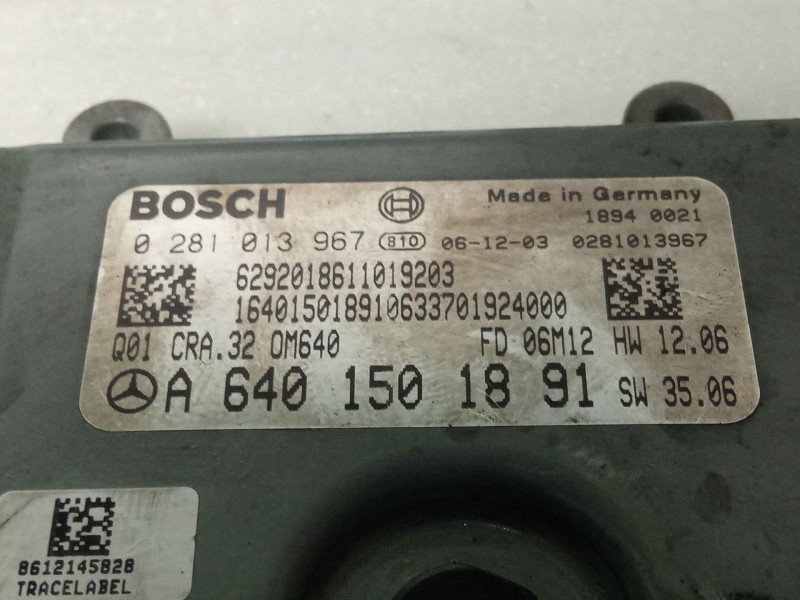 BOSCH Made in Germany
1894 0021
0 281 013 967 810 06-12-03 0281013967
6292018611019203
164015018910633701924000
Q01 CRA.32 OM640 FD 06M12 HW 12.06
A 640 150 18 91 SW 35.06
8612145828
TRACELABEL